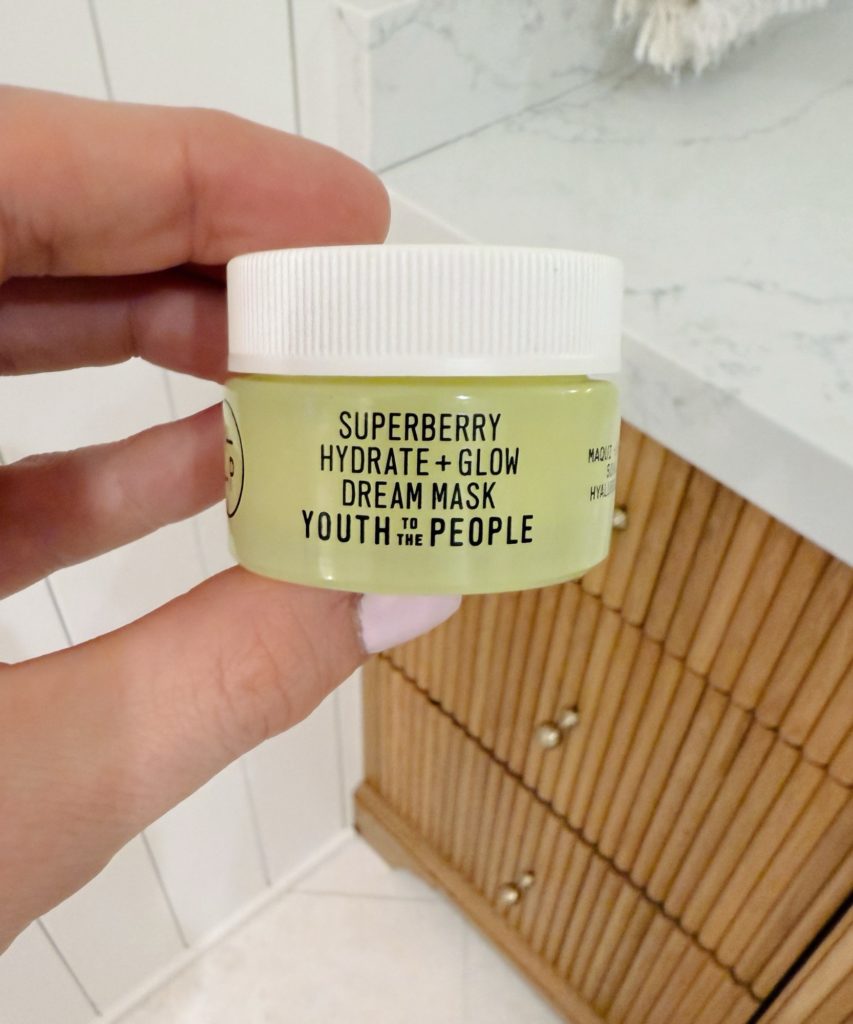 SUPERBERRY
HYDRATE + GLOW
DREAM MASK
YOUTH TO THE PEOPLE